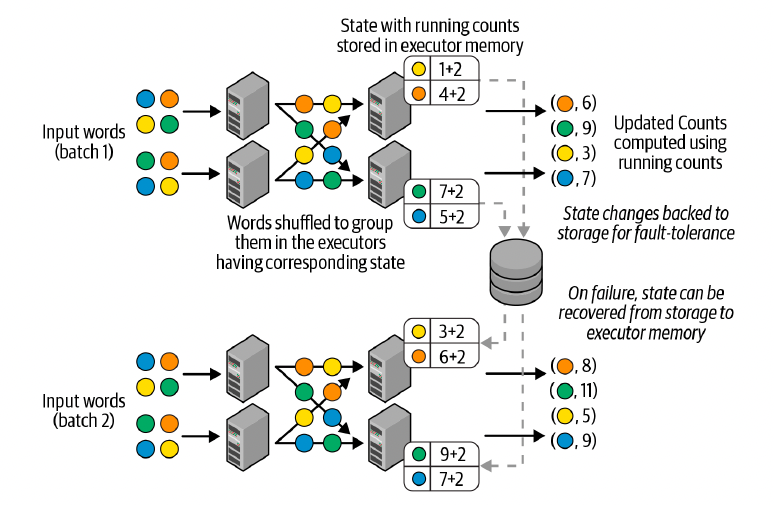 State with running counts
stored in executor memory
1+2
4+2
Input words
(batch 1)
( , 6)
( , 9)
( , 3)
( , 7)
Updated Counts
computed using
running counts
7+2
5+2
Words shuffled to group
them in the executors
having corresponding state
State changes backed to
storage for fault-tolerance
On failure, state can be
recovered from storage to
executor memory
3+2
6+2
Input words
(batch 2)
( , 8)
( , 11)
( , 5)
( , 9)
9+2
7+2